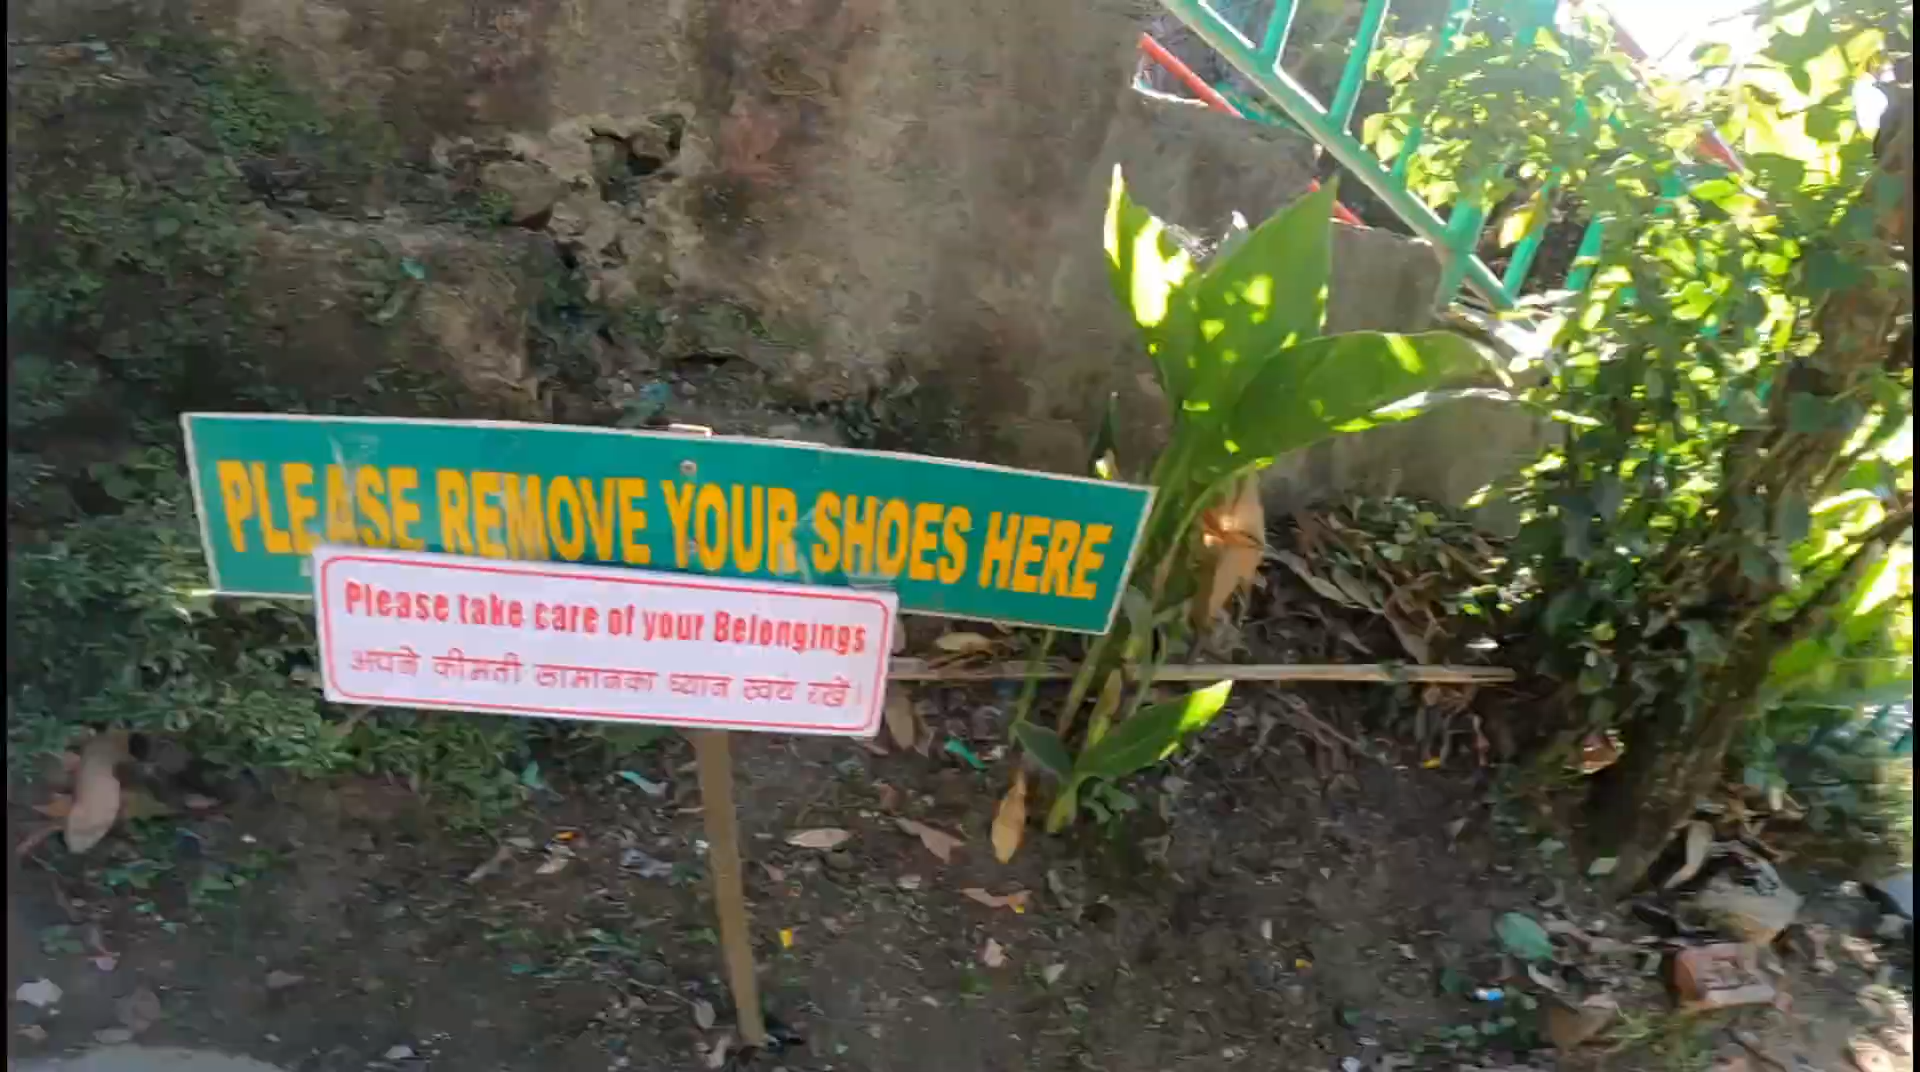 PLEASE REMOVE YOUR SHOES HERE
Please take care of your Belongings
अपने कीमती सामानका ध्यान स्वयं रखें।